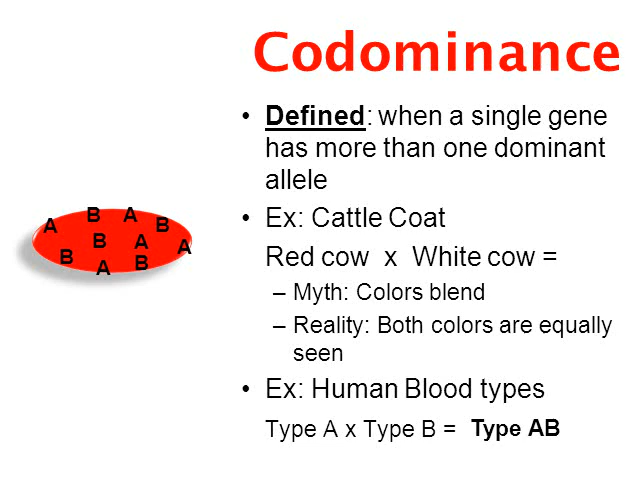 Codominance
• Defined: when a single gene
has more than one dominant
allele
• Ex: Cattle Coat
Red cow x White cow =
– Myth: Colors blend
– Reality: Both colors are equally
seen
• Ex: Human Blood types
Type A x Type B = Type AB
A B A B
B A A
B A B